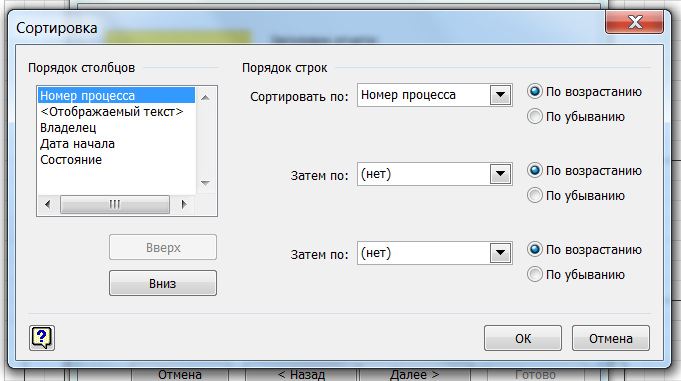 Сортировка
Порядок столбцов
Номер процесса
<Отображаемый текст>
Владелец
Дата начала
Состояние
Вверх
Вниз
Порядок строк
Сортировать по: Номер процесса
По возрастанию
По убыванию
Затем по: (нет)
По возрастанию
По убыванию
Затем по: (нет)
По возрастанию
По убыванию
ОК Отмена
Отмена < Назад Далее > Готово